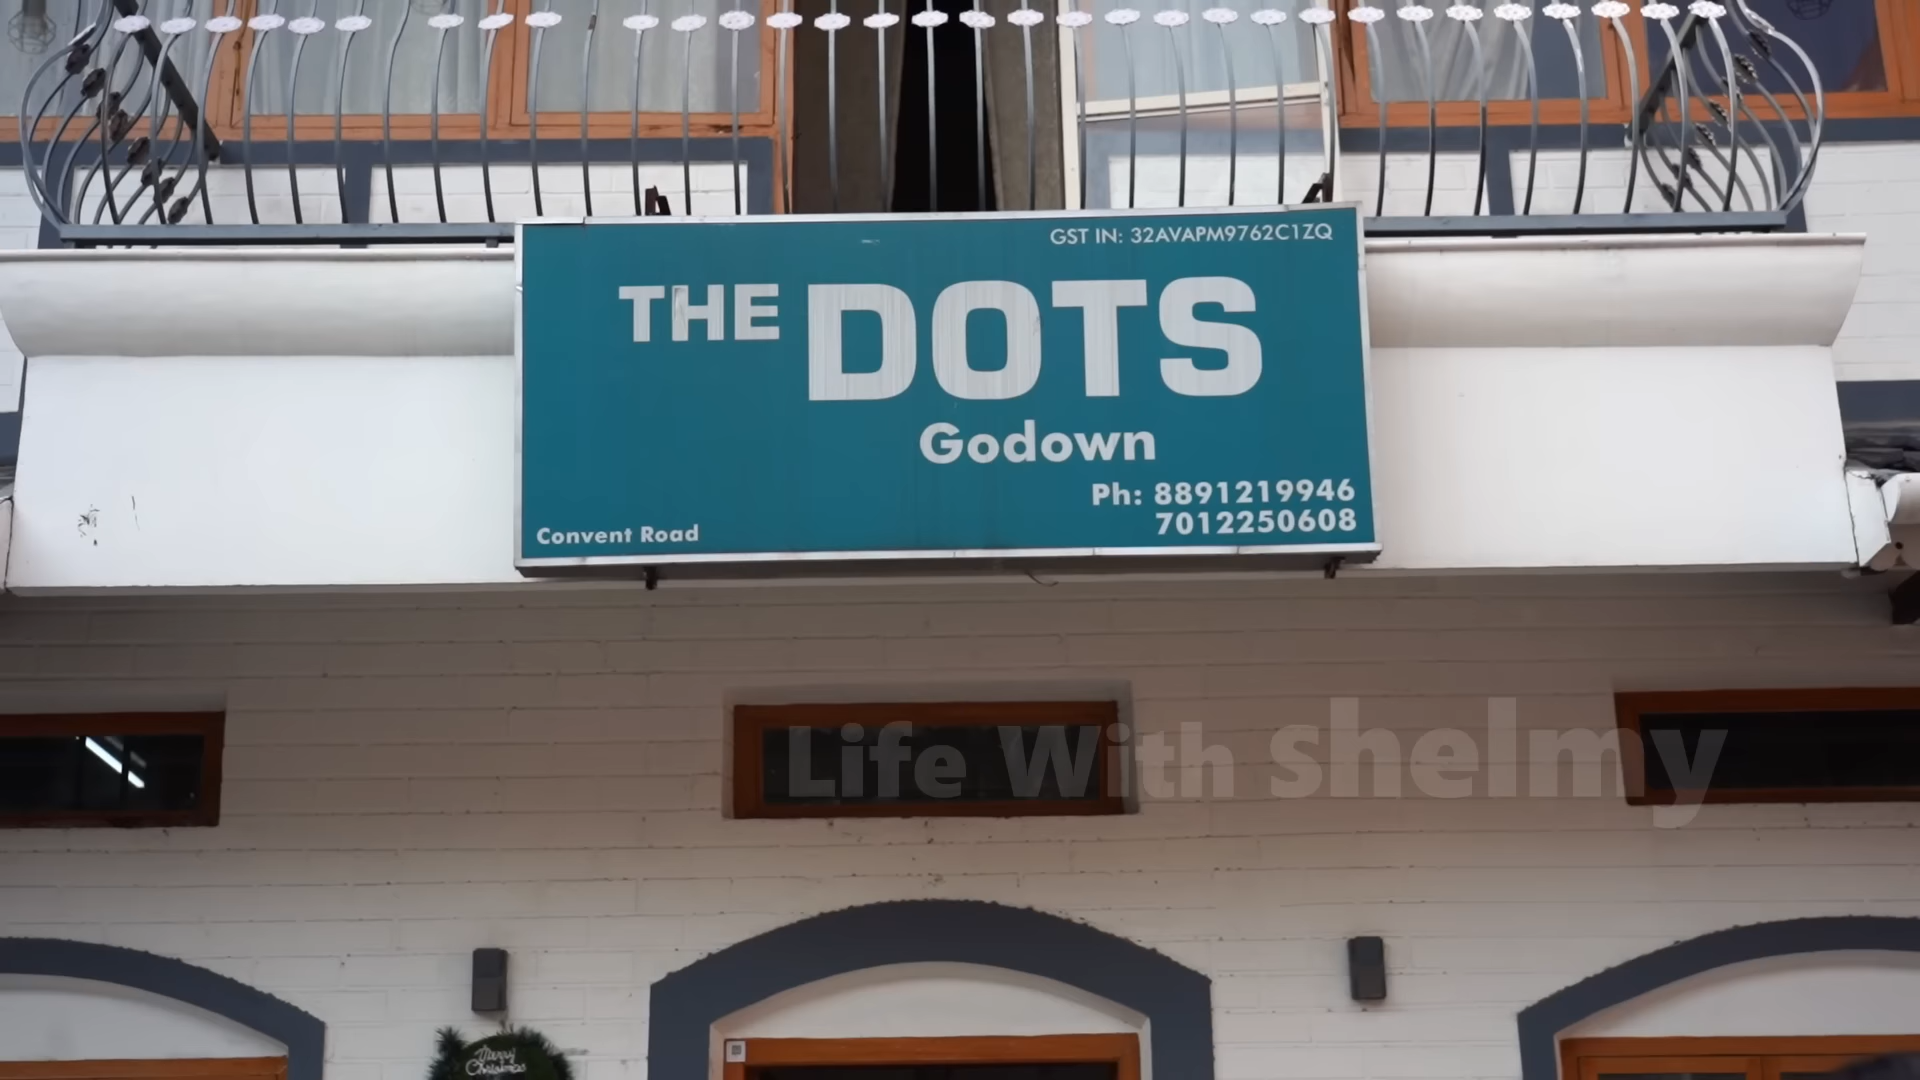 GST IN: 32AVAPM9762C1ZQ
THE DOTS
Godown
Ph: 8891219946
7012250608
Convent Road
Life With Shelmy
Merry
Christmas